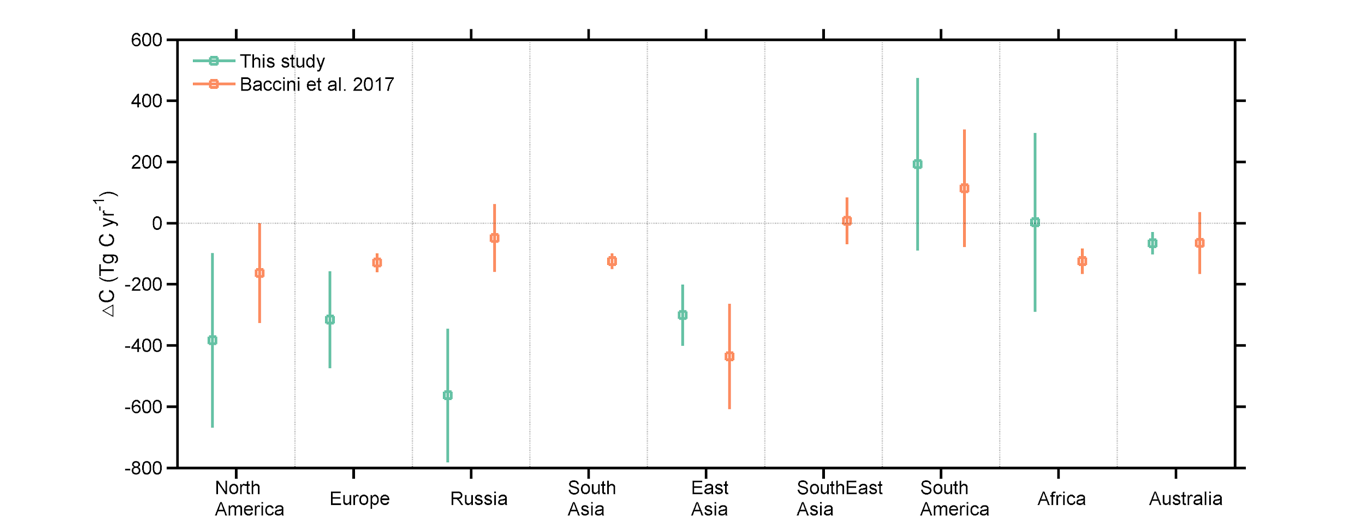 600
This study
Baccini et al. 2017
400
200
0
-200
-400
-600
-800
△C (Tg C yr⁻¹)
North
America
Europe
Russia
South
Asia
East
Asia
SouthEast
Asia
South
America
Africa
Australia